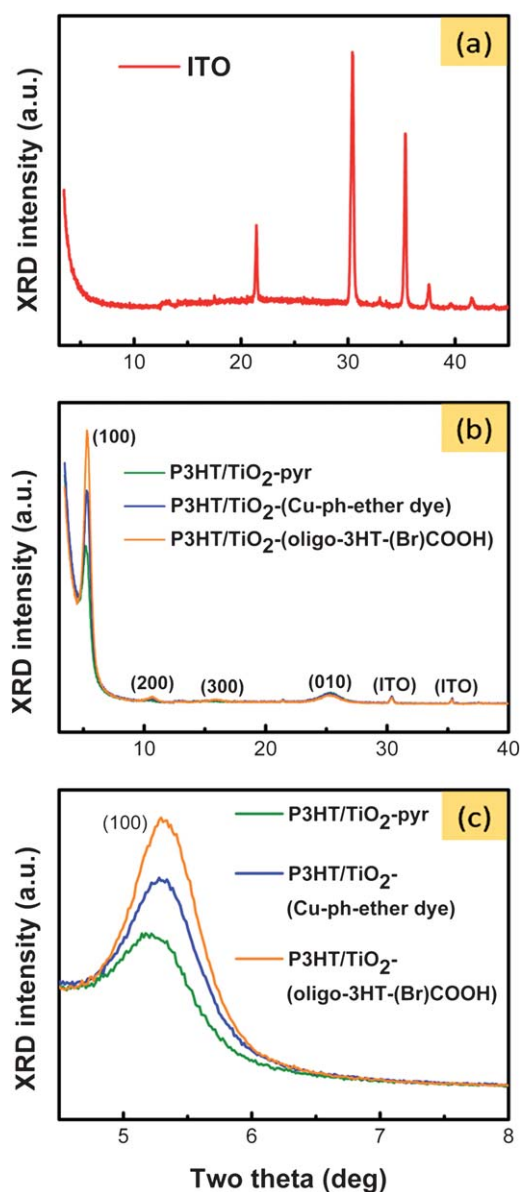 (a)
ITO
XRD intensity (a.u.)
10 20 30 40
(b)
(100)
P3HT/TiO₂-pyr
P3HT/TiO₂-(Cu-ph-ether dye)
P3HT/TiO₂-(oligo-3HT-(Br)COOH)
XRD intensity (a.u.)
(200) (300) (010) (ITO) (ITO)
10 20 30 40
(c)
(100)
P3HT/TiO₂-pyr
P3HT/TiO₂-
(Cu-ph-ether dye)
P3HT/TiO₂-
(oligo-3HT-(Br)COOH)
XRD intensity (a.u.)
5 6 7 8
Two theta (deg)